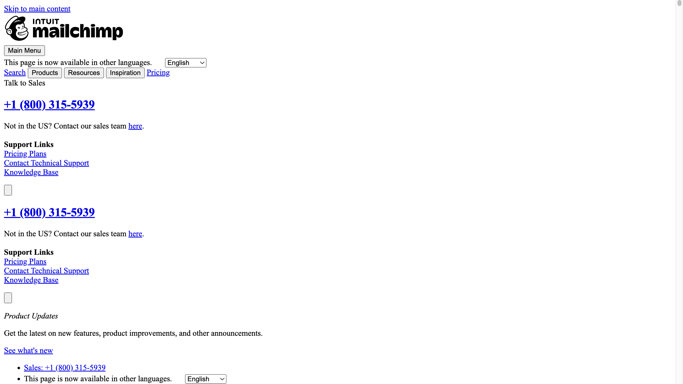 Skip to main content
INTUIT
mailchimp
Main Menu
This page is now available in other languages. English
Search Products Resources Inspiration Pricing
Talk to Sales
+1 (800) 315-5939
Not in the US? Contact our sales team here.
Support Links
Pricing Plans
Contact Technical Support
Knowledge Base
+1 (800) 315-5939
Not in the US? Contact our sales team here.
Support Links
Pricing Plans
Contact Technical Support
Knowledge Base
Product Updates
Get the latest on new features, product improvements, and other announcements.
See what's new
Sales: +1 (800) 315-5939
This page is now available in other languages. English